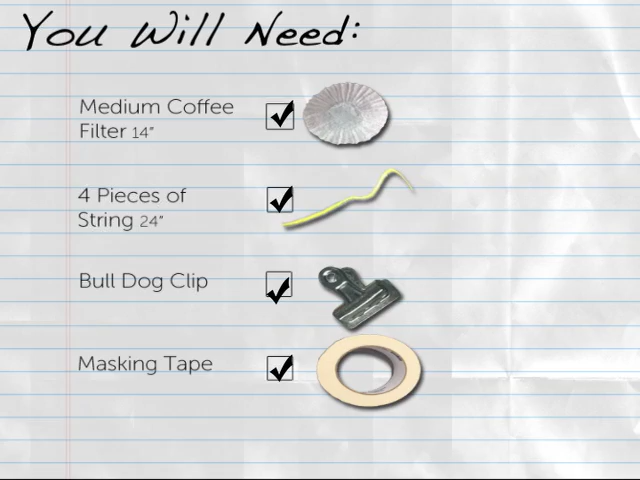 You Will Need:
Medium Coffee
Filter 14"
4 Pieces of
String 24"
Bull Dog Clip
Masking Tape